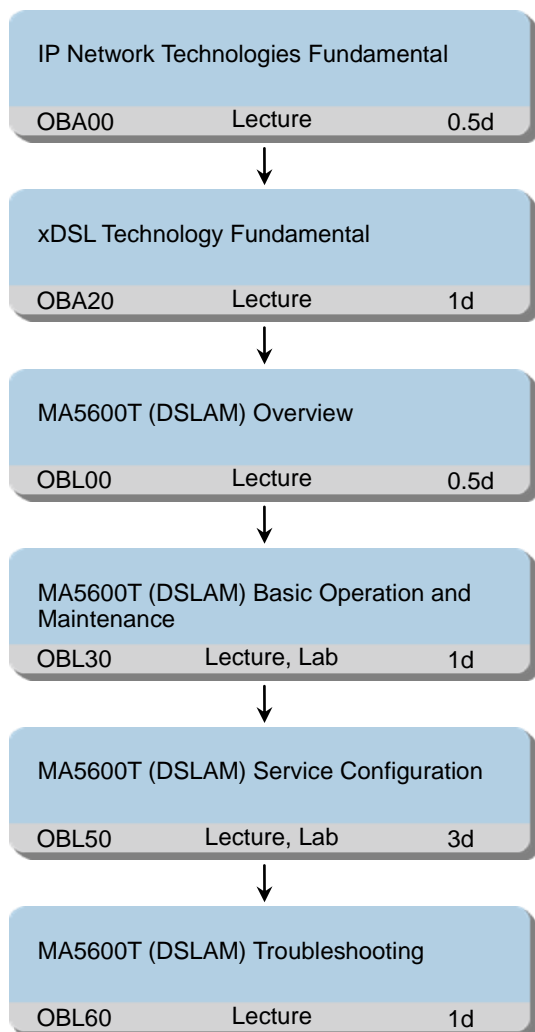 IP Network Technologies Fundamental
OBA00 Lecture 0.5d
xDSL Technology Fundamental
OBA20 Lecture 1d
MA5600T (DSLAM) Overview
OBL00 Lecture 0.5d
MA5600T (DSLAM) Basic Operation and
Maintenance
OBL30 Lecture, Lab 1d
MA5600T (DSLAM) Service Configuration
OBL50 Lecture, Lab 3d
MA5600T (DSLAM) Troubleshooting
OBL60 Lecture 1d